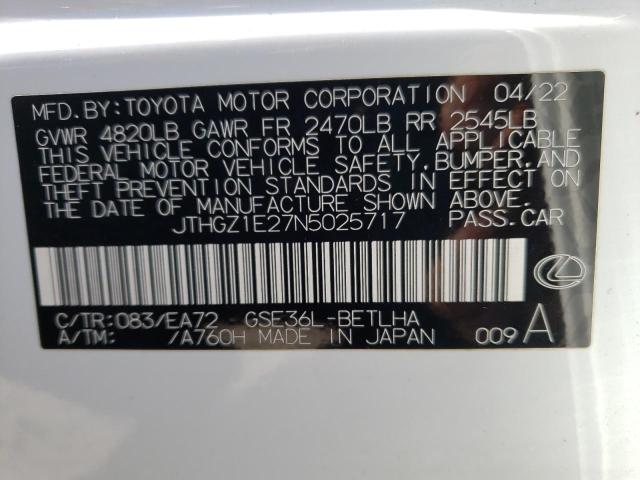 MFD.BY:TOYOTA MOTOR CORPORATION 04/22
GVWR 4820LB GAWR FR 2470LB RR 2545LB
THIS VEHICLE CONFORMS TO ALL APPLICABLE
FEDERAL MOTOR VEHICLE SAFETY,BUMPER,AND
THEFT PREVENTION STANDARDS IN EFFECT ON
THE DATE OF MANUFACTURE SHOWN ABOVE.
JTHGZ1E27N5025717 PASS.CAR
C/TR:083/EA72 GSE36L-BETLHA
A/TM: /A760H MADE IN JAPAN 009A